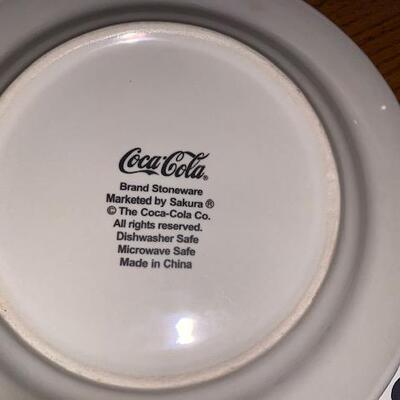 Coca-Cola®
Brand Stoneware
Marketed by Sakura ®
© The Coca-Cola Co.
All rights reserved.
Dishwasher Safe
Microwave Safe
Made in China